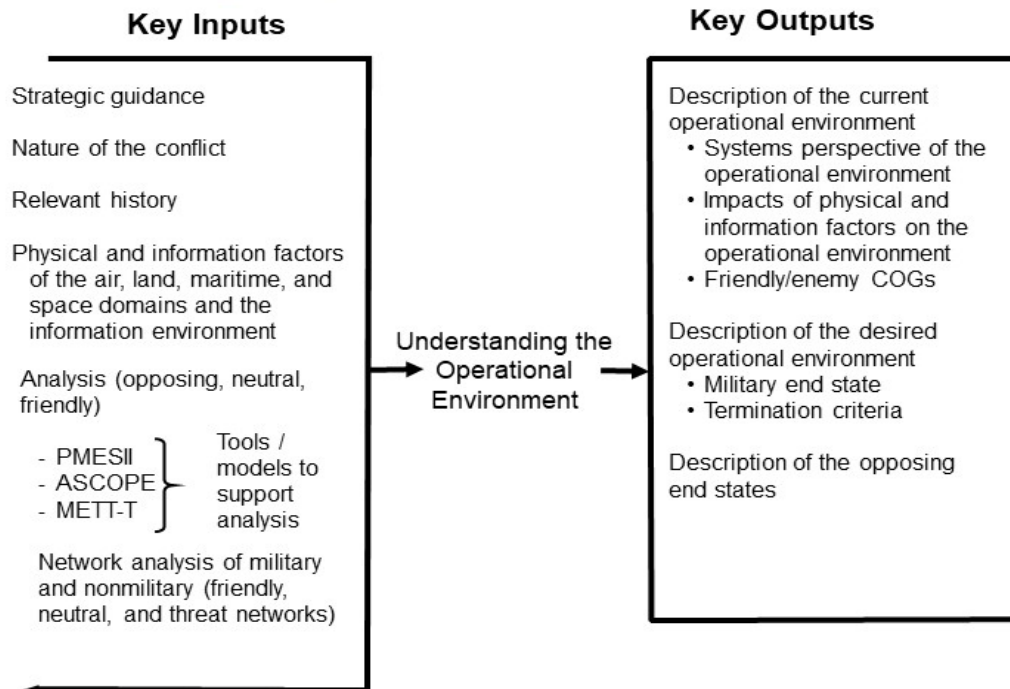 Key Inputs
Strategic guidance
Nature of the conflict
Relevant history
Physical and information factors
of the air, land, maritime, and
space domains and the
information environment
Analysis (opposing, neutral,
friendly)
- PMESII
- ASCOPE
- METT-T
Tools /
models to
support
analysis
Network analysis of military
and nonmilitary (friendly,
neutral, and threat networks)
Understanding the
Operational
Environment
Key Outputs
Description of the current
operational environment
• Systems perspective of the
operational environment
• Impacts of physical and
information factors on the
operational environment
• Friendly/enemy COGs
Description of the desired
operational environment
• Military end state
• Termination criteria
Description of the opposing
end states